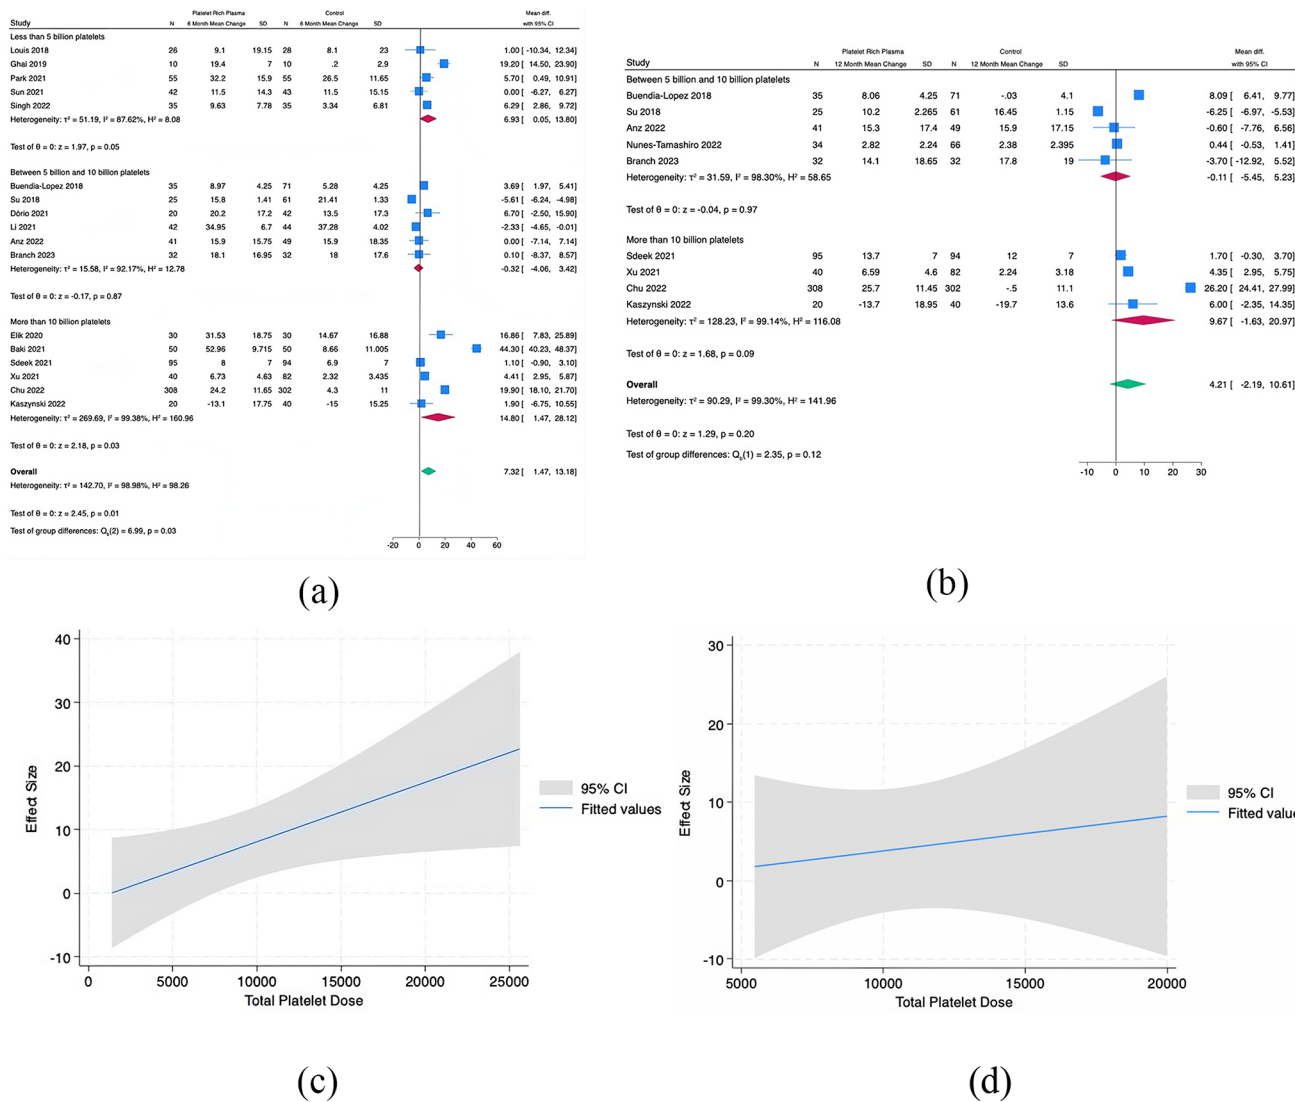 Platelet Rich Plasma Control Mean diff.
Study N 6 Month Mean Change SD N 6 Month Mean Change SD with 95% CI
Less than 5 billion platelets
Louis 2018 26 9.1 19.15 28 8.1 23 1.00 [ -10.34, 12.34]
Ghai 2019 10 19.4 7 10 .2 2.9 19.20 [ 14.50, 23.90]
Park 2021 55 32.2 15.9 55 26.5 11.65 5.70 [ 0.49, 10.91]
Sun 2021 42 11.5 14.3 43 11.5 15.15 0.00 [ -6.27, 6.27]
Singh 2022 35 9.63 7.78 35 3.34 6.81 6.29 [ 2.86, 9.72]
Heterogeneity: τ² = 51.19, I² = 87.62%, H² = 8.08 6.93 [ 0.05, 13.80]
Test of θ = 0: z = 1.97, p = 0.05
Between 5 billion and 10 billion platelets
Buendia-Lopez 2018 35 8.97 4.25 71 5.28 4.25 3.69 [ 1.97, 5.41]
Su 2018 25 15.8 1.41 61 21.41 1.33 -5.61 [ -6.24, -4.98]
Dório 2021 20 20.2 17.2 42 13.5 17.3 6.70 [ -2.50, 15.90]
Li 2021 42 34.95 6.7 44 37.28 4.02 -2.33 [ -4.65, -0.01]
Anz 2022 41 15.9 15.75 49 15.9 18.35 0.00 [ -7.14, 7.14]
Branch 2023 32 18.1 16.95 32 18 17.6 0.10 [ -8.37, 8.57]
Heterogeneity: τ² = 15.58, I² = 92.17%, H² = 12.78 -0.32 [ -4.06, 3.42]
Test of θ = 0: z = -0.17, p = 0.87
More than 10 billion platelets
Elik 2020 30 31.53 18.75 30 14.67 16.88 16.86 [ 7.83, 25.89]
Baki 2021 50 52.96 9.715 50 8.66 11.005 44.30 [ 40.23, 48.37]
Sdeek 2021 95 8 7 94 6.9 7 1.10 [ -0.90, 3.10]
Xu 2021 40 6.73 4.63 82 2.32 3.435 4.41 [ 2.95, 5.87]
Chu 2022 308 24.2 11.65 302 4.3 11 19.90 [ 18.10, 21.70]
Kaszynski 2022 20 -13.1 17.75 40 -15 15.25 1.90 [ -6.75, 10.55]
Heterogeneity: τ² = 269.69, I² = 99.38%, H² = 160.96 14.80 [ 1.47, 28.12]
Test of θ = 0: z = 2.18, p = 0.03
Overall 7.32 [ 1.47, 13.18]
Heterogeneity: τ² = 142.70, I² = 98.98%, H² = 98.26
Test of θ = 0: z = 2.45, p = 0.01
Test of group differences: Qb(2) = 6.99, p = 0.03
-20 0 20 40 60
(a)
Platelet Rich Plasma Control Mean diff.
Study N 12 Month Mean Change SD N 12 Month Mean Change SD with 95% CI
Between 5 billion and 10 billion platelets
Buendia-Lopez 2018 35 8.06 4.25 71 -.03 4.1 8.09 [ 6.41, 9.77]
Su 2018 25 10.2 2.265 61 16.45 1.15 -6.25 [ -6.97, -5.53]
Anz 2022 41 15.3 17.4 49 15.9 17.15 -0.60 [ -7.76, 6.56]
Nunes-Tamashiro 2022 34 2.82 2.24 66 2.38 2.395 0.44 [ -0.53, 1.41]
Branch 2023 32 14.1 18.65 32 17.8 19 -3.70 [ -12.92, 5.52]
Heterogeneity: τ² = 31.59, I² = 98.30%, H² = 58.65 -0.11 [ -5.45, 5.23]
Test of θ = 0: z = -0.04, p = 0.97
More than 10 billion platelets
Sdeek 2021 95 13.7 7 94 12 7 1.70 [ -0.30, 3.70]
Xu 2021 40 6.59 4.6 82 2.24 3.18 4.35 [ 2.95, 5.75]
Chu 2022 308 25.7 11.45 302 -.5 11.1 26.20 [ 24.41, 27.99]
Kaszynski 2022 20 -13.7 18.95 40 -19.7 13.6 6.00 [ -2.35, 14.35]
Heterogeneity: τ² = 128.23, I² = 99.14%, H² = 116.08 9.67 [ -1.63, 20.97]
Test of θ = 0: z = 1.68, p = 0.09
Overall 4.21 [ -2.19, 10.61]
Heterogeneity: τ² = 90.29, I² = 99.30%, H² = 141.96
Test of θ = 0: z = 1.29, p = 0.20
Test of group differences: Qb(1) = 2.35, p = 0.12
-10 0 10 20 30
(b)
40
30
20
10
0
-10
Effect Size
0 5000 10000 15000 20000 25000
Total Platelet Dose
95% CI
Fitted values
(c)
30
20
10
0
-10
Effect Size
5000 10000 15000 20000
Total Platelet Dose
95% CI
Fitted value
(d)